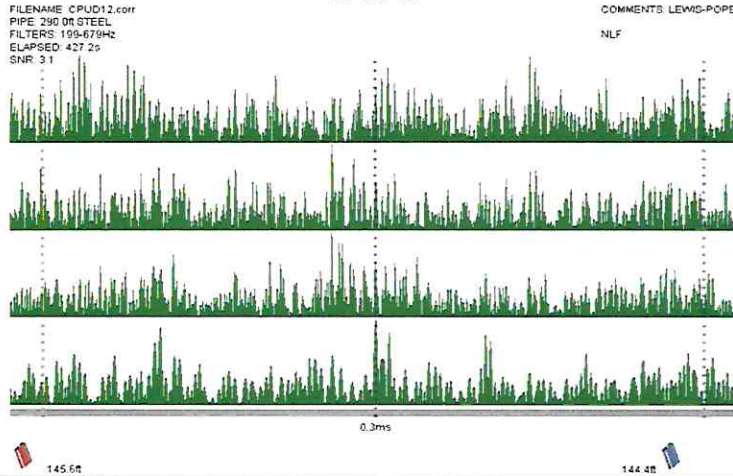 FILENAME: CPUD12.corr
PIPE: 290.0ft STEEL
FILTERS: 199-679Hz
ELAPSED: 427.2s
SNR: 3.1
COMMENTS: LEWIS-POPE
NLF
0.3ms
145.6ft
144.4ft